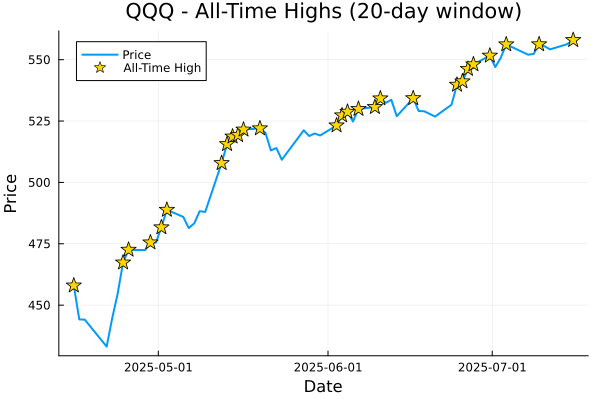 QQQ - All-Time Highs (20-day window)
Price
All-Time High
550
525
500
475
450
Price
2025-05-01
2025-06-01
2025-07-01
Date